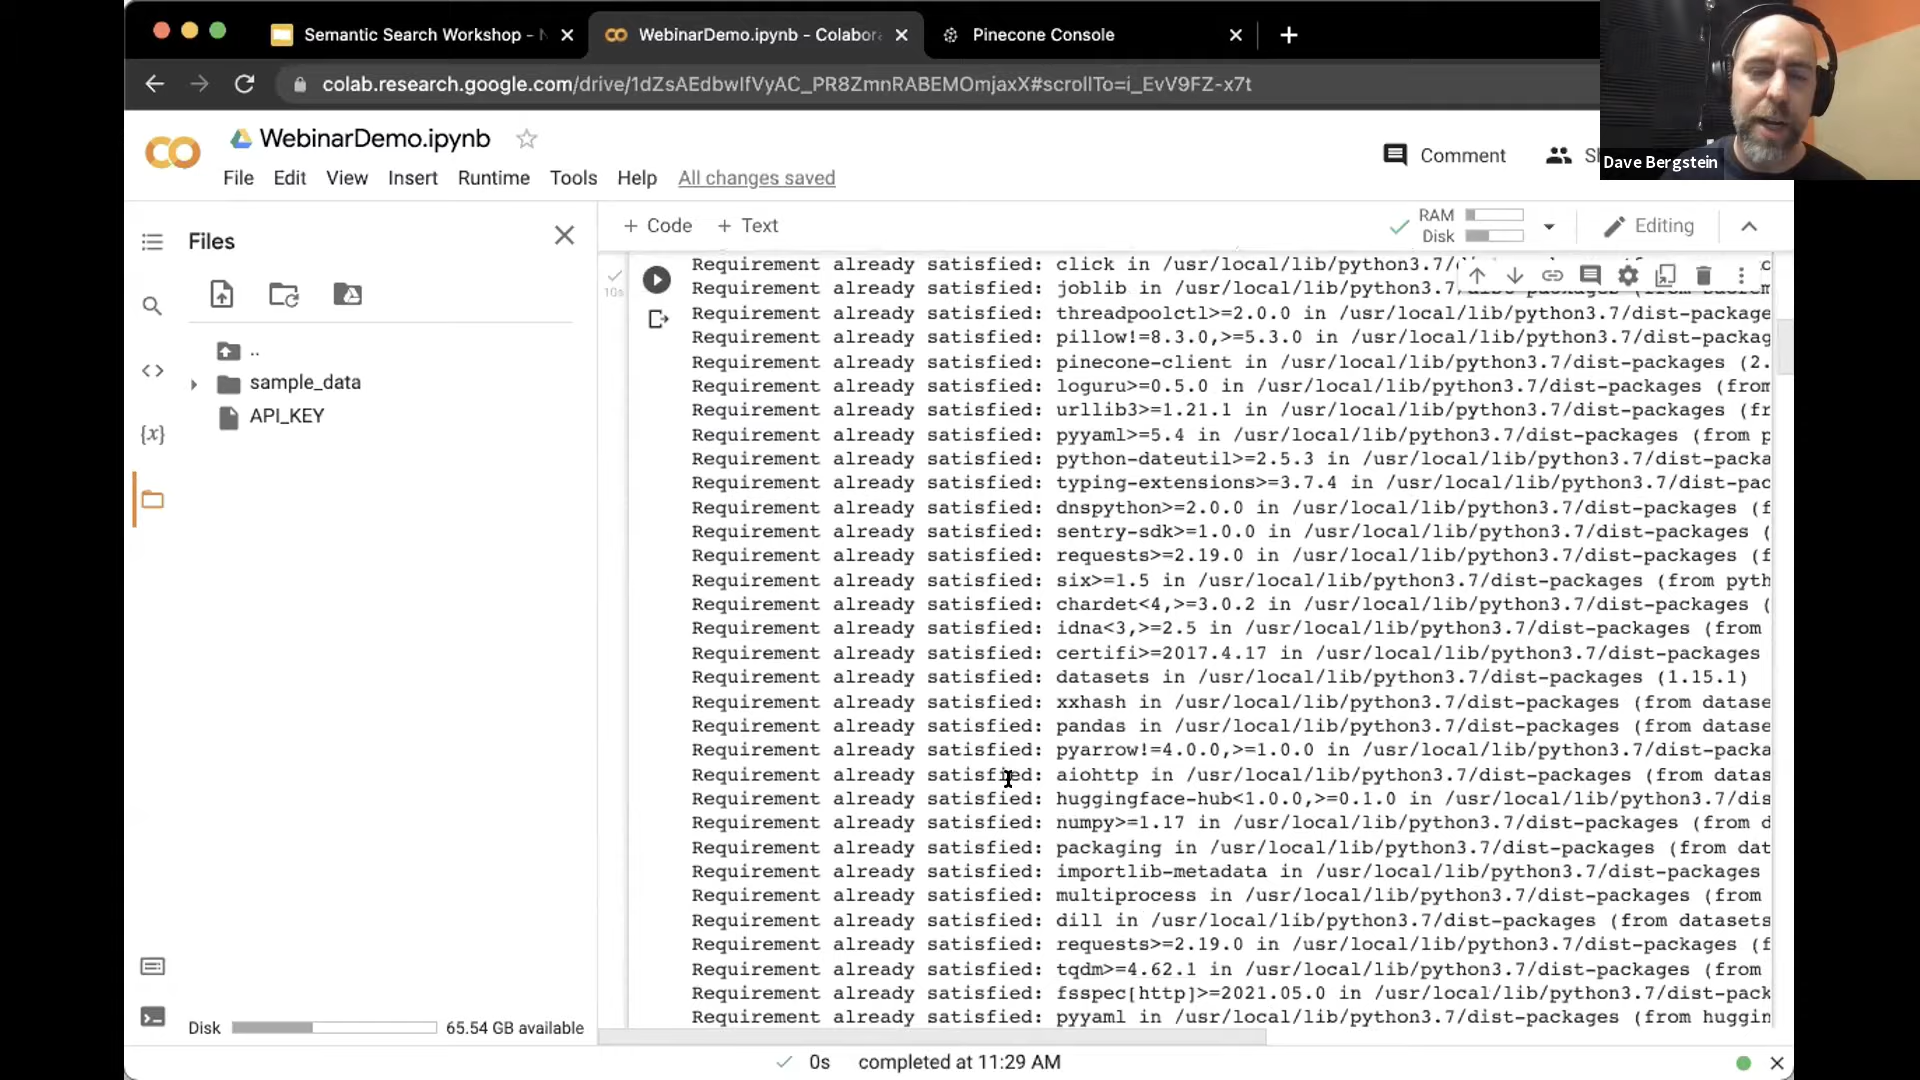 Semantic Search Workshop - N
WebinarDemo.ipynb - Colabor
Pinecone Console
colab.research.google.com/drive/1dZsAEdbwIfVyAC_PR8ZmnRABEMOmjaxX#scrollTo=i_EvV9FZ-x7t
Dave Bergstein
WebinarDemo.ipynb
Comment
File Edit View Insert Runtime Tools Help All changes saved
Files
+ Code + Text
RAM
Disk
Editing
..
sample_data
API_KEY
{x}
10s
Requirement already satisfied: click in /usr/local/lib/python3.7/
Requirement already satisfied: joblib in /usr/local/lib/python3.7/dist-packages
Requirement already satisfied: threadpoolctl>=2.0.0 in /usr/local/lib/python3.7/dist-package
Requirement already satisfied: pillow!=8.3.0,>=5.3.0 in /usr/local/lib/python3.7/dist-packag
Requirement already satisfied: pinecone-client in /usr/local/lib/python3.7/dist-packages (2.
Requirement already satisfied: loguru>=0.5.0 in /usr/local/lib/python3.7/dist-packages (from
Requirement already satisfied: urllib3>=1.21.1 in /usr/local/lib/python3.7/dist-packages (fr
Requirement already satisfied: pyyaml>=5.4 in /usr/local/lib/python3.7/dist-packages (from p
Requirement already satisfied: python-dateutil>=2.5.3 in /usr/local/lib/python3.7/dist-packa
Requirement already satisfied: typing-extensions>=3.7.4 in /usr/local/lib/python3.7/dist-pac
Requirement already satisfied: dnspython>=2.0.0 in /usr/local/lib/python3.7/dist-packages (f
Requirement already satisfied: sentry-sdk>=1.0.0 in /usr/local/lib/python3.7/dist-packages (
Requirement already satisfied: requests>=2.19.0 in /usr/local/lib/python3.7/dist-packages (f
Requirement already satisfied: six>=1.5 in /usr/local/lib/python3.7/dist-packages (from pyth
Requirement already satisfied: chardet<4,>=3.0.2 in /usr/local/lib/python3.7/dist-packages (
Requirement already satisfied: idna<3,>=2.5 in /usr/local/lib/python3.7/dist-packages (from
Requirement already satisfied: certifi>=2017.4.17 in /usr/local/lib/python3.7/dist-packages
Requirement already satisfied: datasets in /usr/local/lib/python3.7/dist-packages (1.15.1)
Requirement already satisfied: xxhash in /usr/local/lib/python3.7/dist-packages (from datase
Requirement already satisfied: pandas in /usr/local/lib/python3.7/dist-packages (from datase
Requirement already satisfied: pyarrow!=4.0.0,>=1.0.0 in /usr/local/lib/python3.7/dist-packa
Requirement already satisfied: aiohttp in /usr/local/lib/python3.7/dist-packages (from datas
Requirement already satisfied: huggingface-hub<1.0.0,>=0.1.0 in /usr/local/lib/python3.7/dis
Requirement already satisfied: numpy>=1.17 in /usr/local/lib/python3.7/dist-packages (from d
Requirement already satisfied: packaging in /usr/local/lib/python3.7/dist-packages (from dat
Requirement already satisfied: importlib-metadata in /usr/local/lib/python3.7/dist-packages
Requirement already satisfied: multiprocess in /usr/local/lib/python3.7/dist-packages (from
Requirement already satisfied: dill in /usr/local/lib/python3.7/dist-packages (from datasets
Requirement already satisfied: requests>=2.19.0 in /usr/local/lib/python3.7/dist-packages (f
Requirement already satisfied: tqdm>=4.62.1 in /usr/local/lib/python3.7/dist-packages (from
Requirement already satisfied: fsspec[http]>=2021.05.0 in /usr/local/lib/python3.7/dist-pack
Requirement already satisfied: pyyaml in /usr/local/lib/python3.7/dist-packages (from huggin
Disk 65.54 GB available
0s completed at 11:29 AM